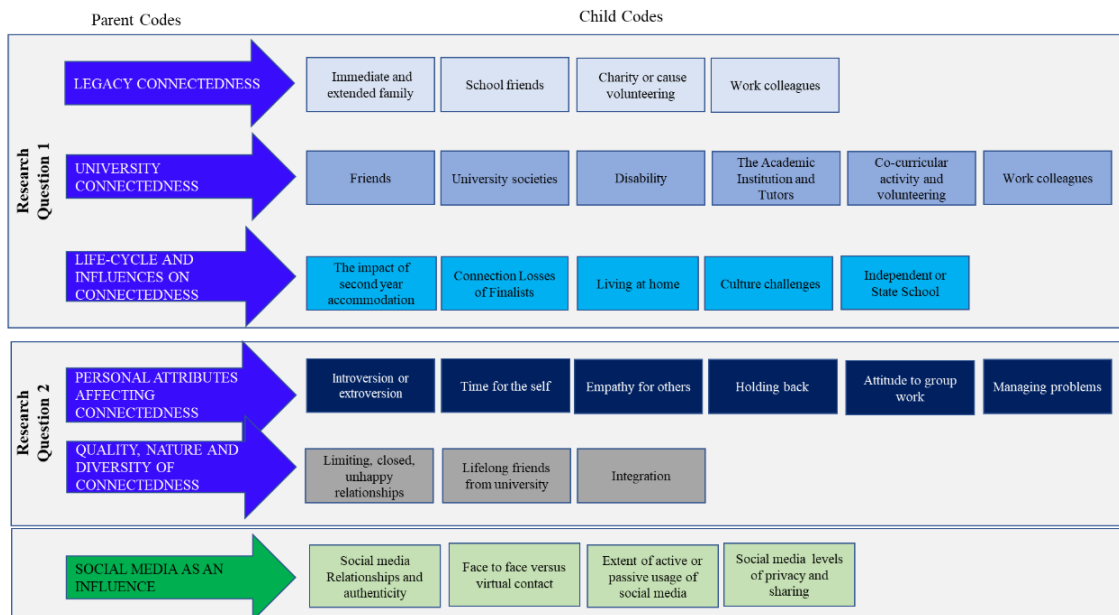 Parent Codes
Child Codes
Research
Question 1
LEGACY CONNECTEDNESS
Immediate and
extended family
School friends
Charity or cause
volunteering
Work colleagues
UNIVERSITY
CONNECTEDNESS
Friends
University societies
Disability
The Academic
Institution and
Tutors
Co-curricular
activity and
volunteering
Work colleagues
LIFE-CYCLE AND
INFLUENCES ON
CONNECTEDNESS
The impact of
second year
accommodation
Connection Losses
of Finalists
Living at home
Culture challenges
Independent or
State School
Research
Question 2
PERSONAL ATTRIBUTES
AFFECTING
CONNECTEDNESS
Introversion or
extroversion
Time for the self
Empathy for others
Holding back
Attitude to group
work
Managing problems
QUALITY, NATURE AND
DIVERSITY OF
CONNECTEDNESS
Limiting, closed,
unhappy
relationships
Lifelong friends
from university
Integration
SOCIAL MEDIA AS AN
INFLUENCE
Social media
Relationships and
authenticity
Face to face versus
virtual contact
Extent of active or
passive usage of
social media
Social media levels
of privacy and
sharing